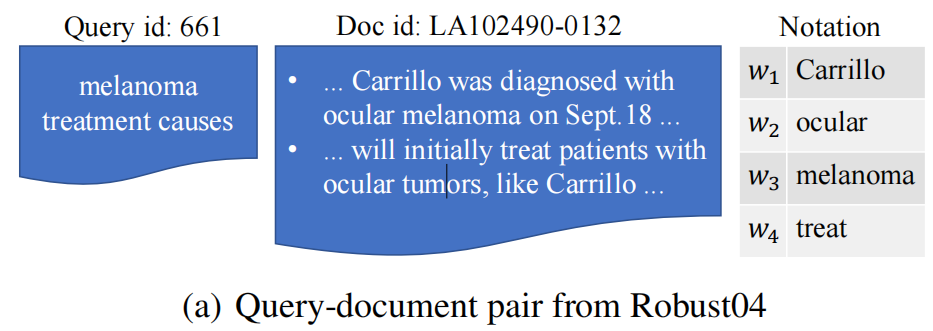 Query id: 661
melanoma
treatment causes
Doc id: LA102490-0132
• ... Carrillo was diagnosed with
ocular melanoma on Sept.18 ...
• ... will initially treat patients with
ocular tumors, like Carrillo ...
Notation
w₁ Carrillo
w₂ ocular
w₃ melanoma
w₄ treat
(a) Query-document pair from Robust04